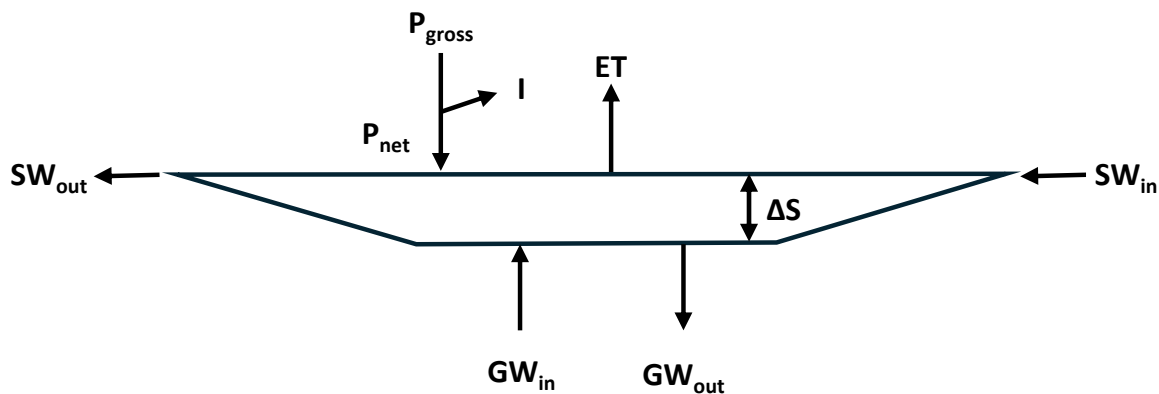 P_gross
ET
I
P_net
SW_out
SW_in
ΔS
GW_in
GW_out